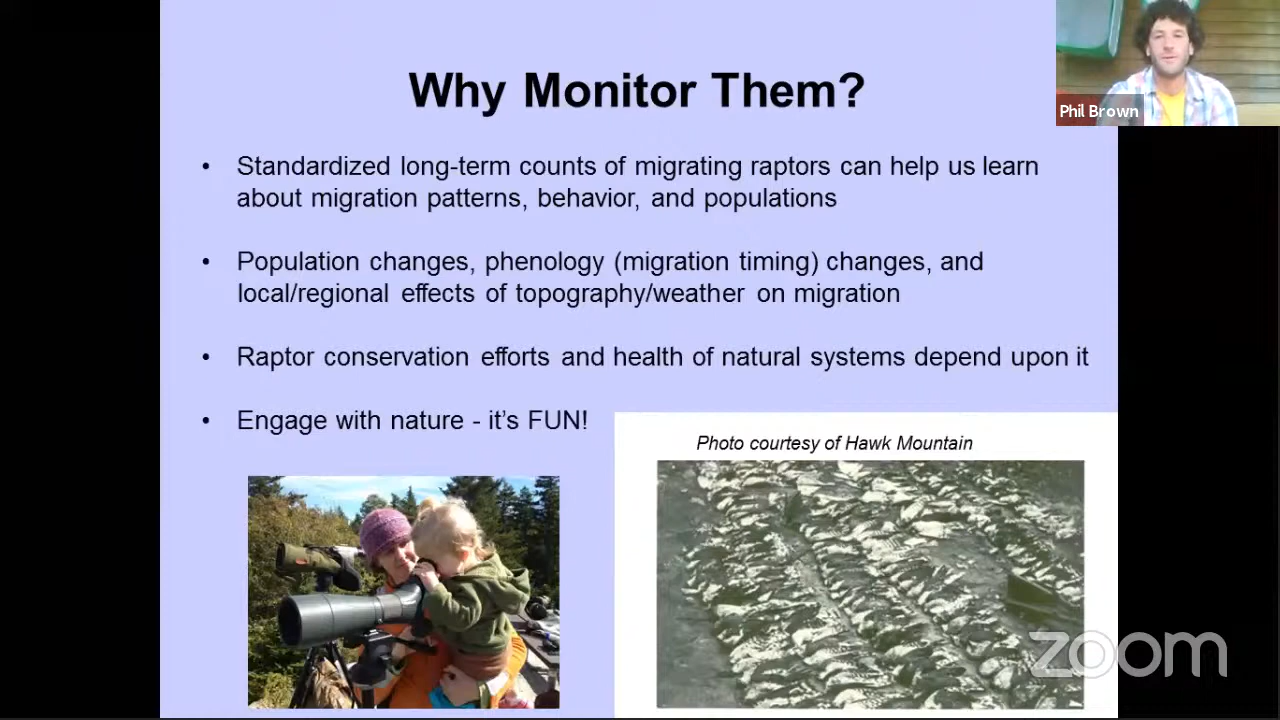 Why Monitor Them?
Phil Brown
• Standardized long-term counts of migrating raptors can help us learn
about migration patterns, behavior, and populations
• Population changes, phenology (migration timing) changes, and
local/regional effects of topography/weather on migration
• Raptor conservation efforts and health of natural systems depend upon it
• Engage with nature - it's FUN!
Photo courtesy of Hawk Mountain
zoom